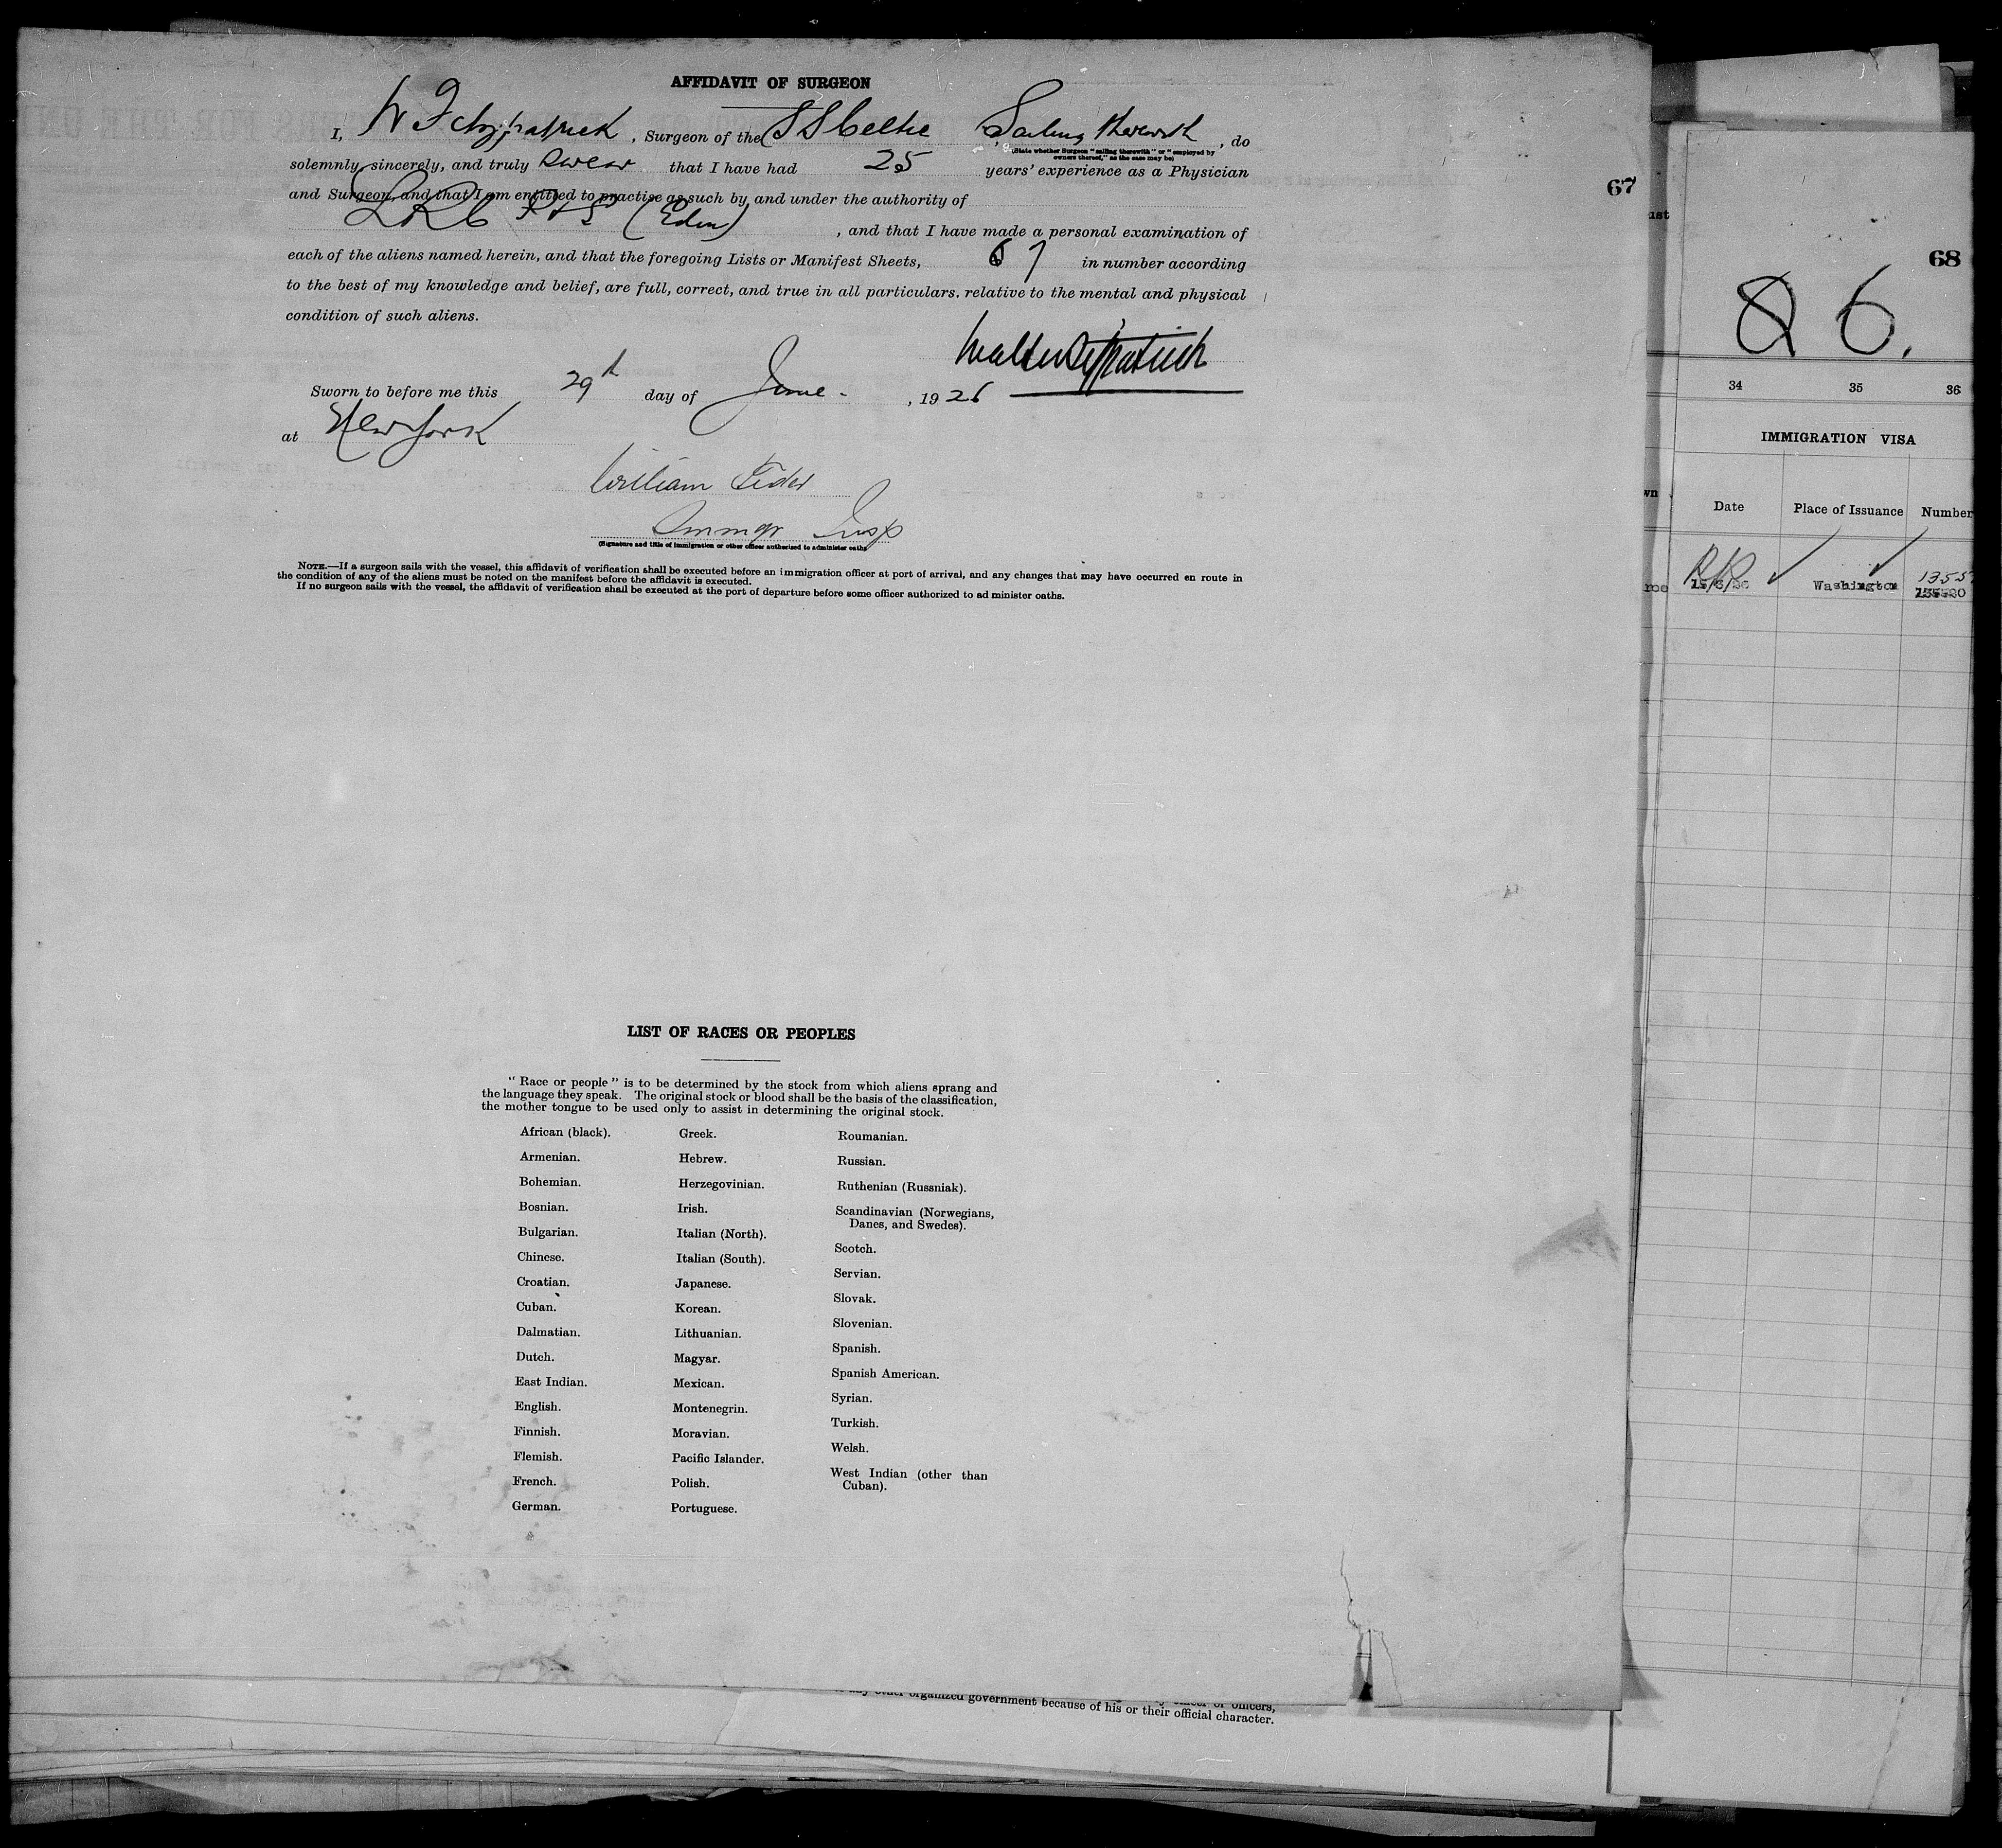 AFFIDAVIT OF SURGEON
I, W Fitzpatrick , Surgeon of the SS Celtic , Sailing therewith , do
(State whether Surgeon "sailing therewith" or "employed by
owners thereof," as the case may be)
solemnly, sincerely, and truly swear that I have had 25 years' experience as a Physician
and Surgeon, and that I am entitled to practise as such by and under the authority of
LRC P & S (Edin) , and that I have made a personal examination of
each of the aliens named herein, and that the foregoing Lists or Manifest Sheets, 67 in number according
to the best of my knowledge and belief, are full, correct, and true in all particulars, relative to the mental and physical
condition of such aliens.
Walter Fitzpatrick
Sworn to before me this 29th day of June , 1926
at New York
William
Immgr Insp
(Signature and title of immigration or other officer authorized to administer oaths
NOTE.—If a surgeon sails with the vessel, this affidavit of verification shall be executed before an immigration officer at port of arrival, and any changes that may have occurred en route in
the condition of any of the aliens must be noted on the manifest before the affidavit is executed.
If no surgeon sails with the vessel, the affidavit of verification shall be executed at the port of departure before some officer authorized to ad minister oaths.
LIST OF RACES OR PEOPLES
"Race or people" is to be determined by the stock from which aliens sprang and
the language they speak. The original stock or blood shall be the basis of the classification,
the mother tongue to be used only to assist in determining the original stock.
African (black).
Armenian.
Bohemian.
Bosnian.
Bulgarian.
Chinese.
Croatian.
Cuban.
Dalmatian.
Dutch.
East Indian.
English.
Finnish.
Flemish.
French.
German.
Greek.
Hebrew.
Herzegovinian.
Irish.
Italian (North).
Italian (South).
Japanese.
Korean.
Lithuanian.
Magyar.
Mexican.
Montenegrin.
Moravian.
Pacific Islander.
Polish.
Portuguese.
Roumanian.
Russian.
Ruthenian (Russniak).
Scandinavian (Norwegians,
Danes, and Swedes).
Scotch.
Servian.
Slovak.
Slovenian.
Spanish.
Spanish American.
Syrian.
Turkish.
Welsh.
West Indian (other than
Cuban).
other organized government because of his or their official character.
67
68
86.
34 35 36
IMMIGRATION VISA
Date Place of Issuance Number
Washington